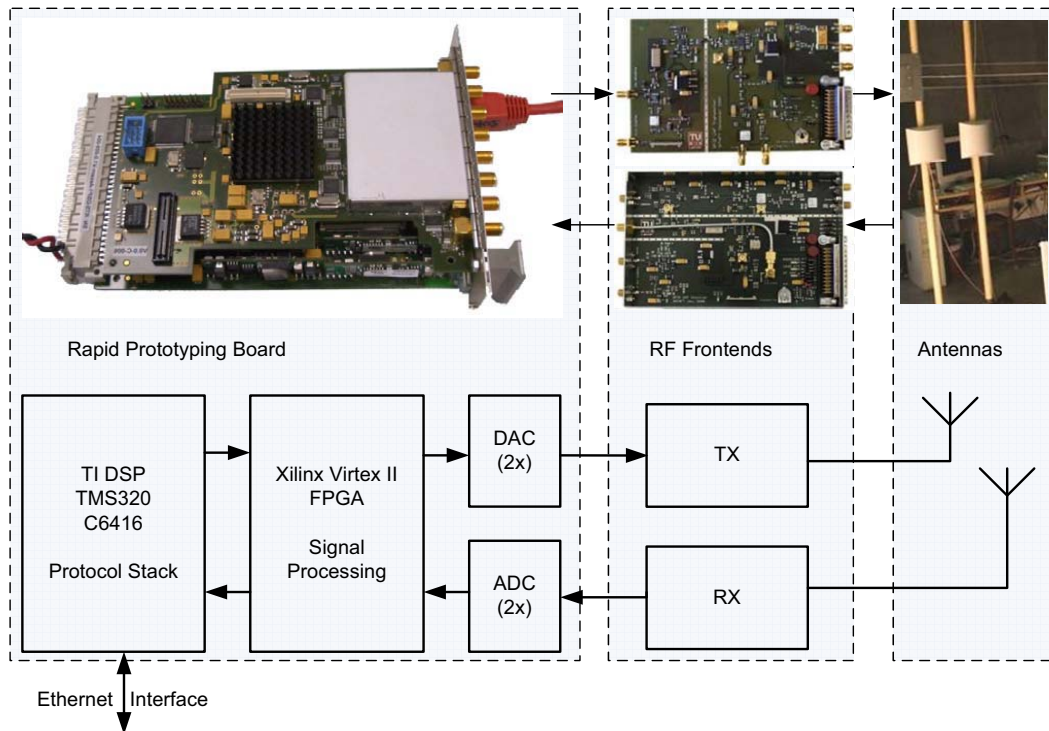 Rapid Prototyping Board
RF Frontends
Antennas
TI DSP
TMS320
C6416
Protocol Stack
Xilinx Virtex II
FPGA
Signal
Processing
DAC
(2x)
ADC
(2x)
TX
RX
Ethernet Interface